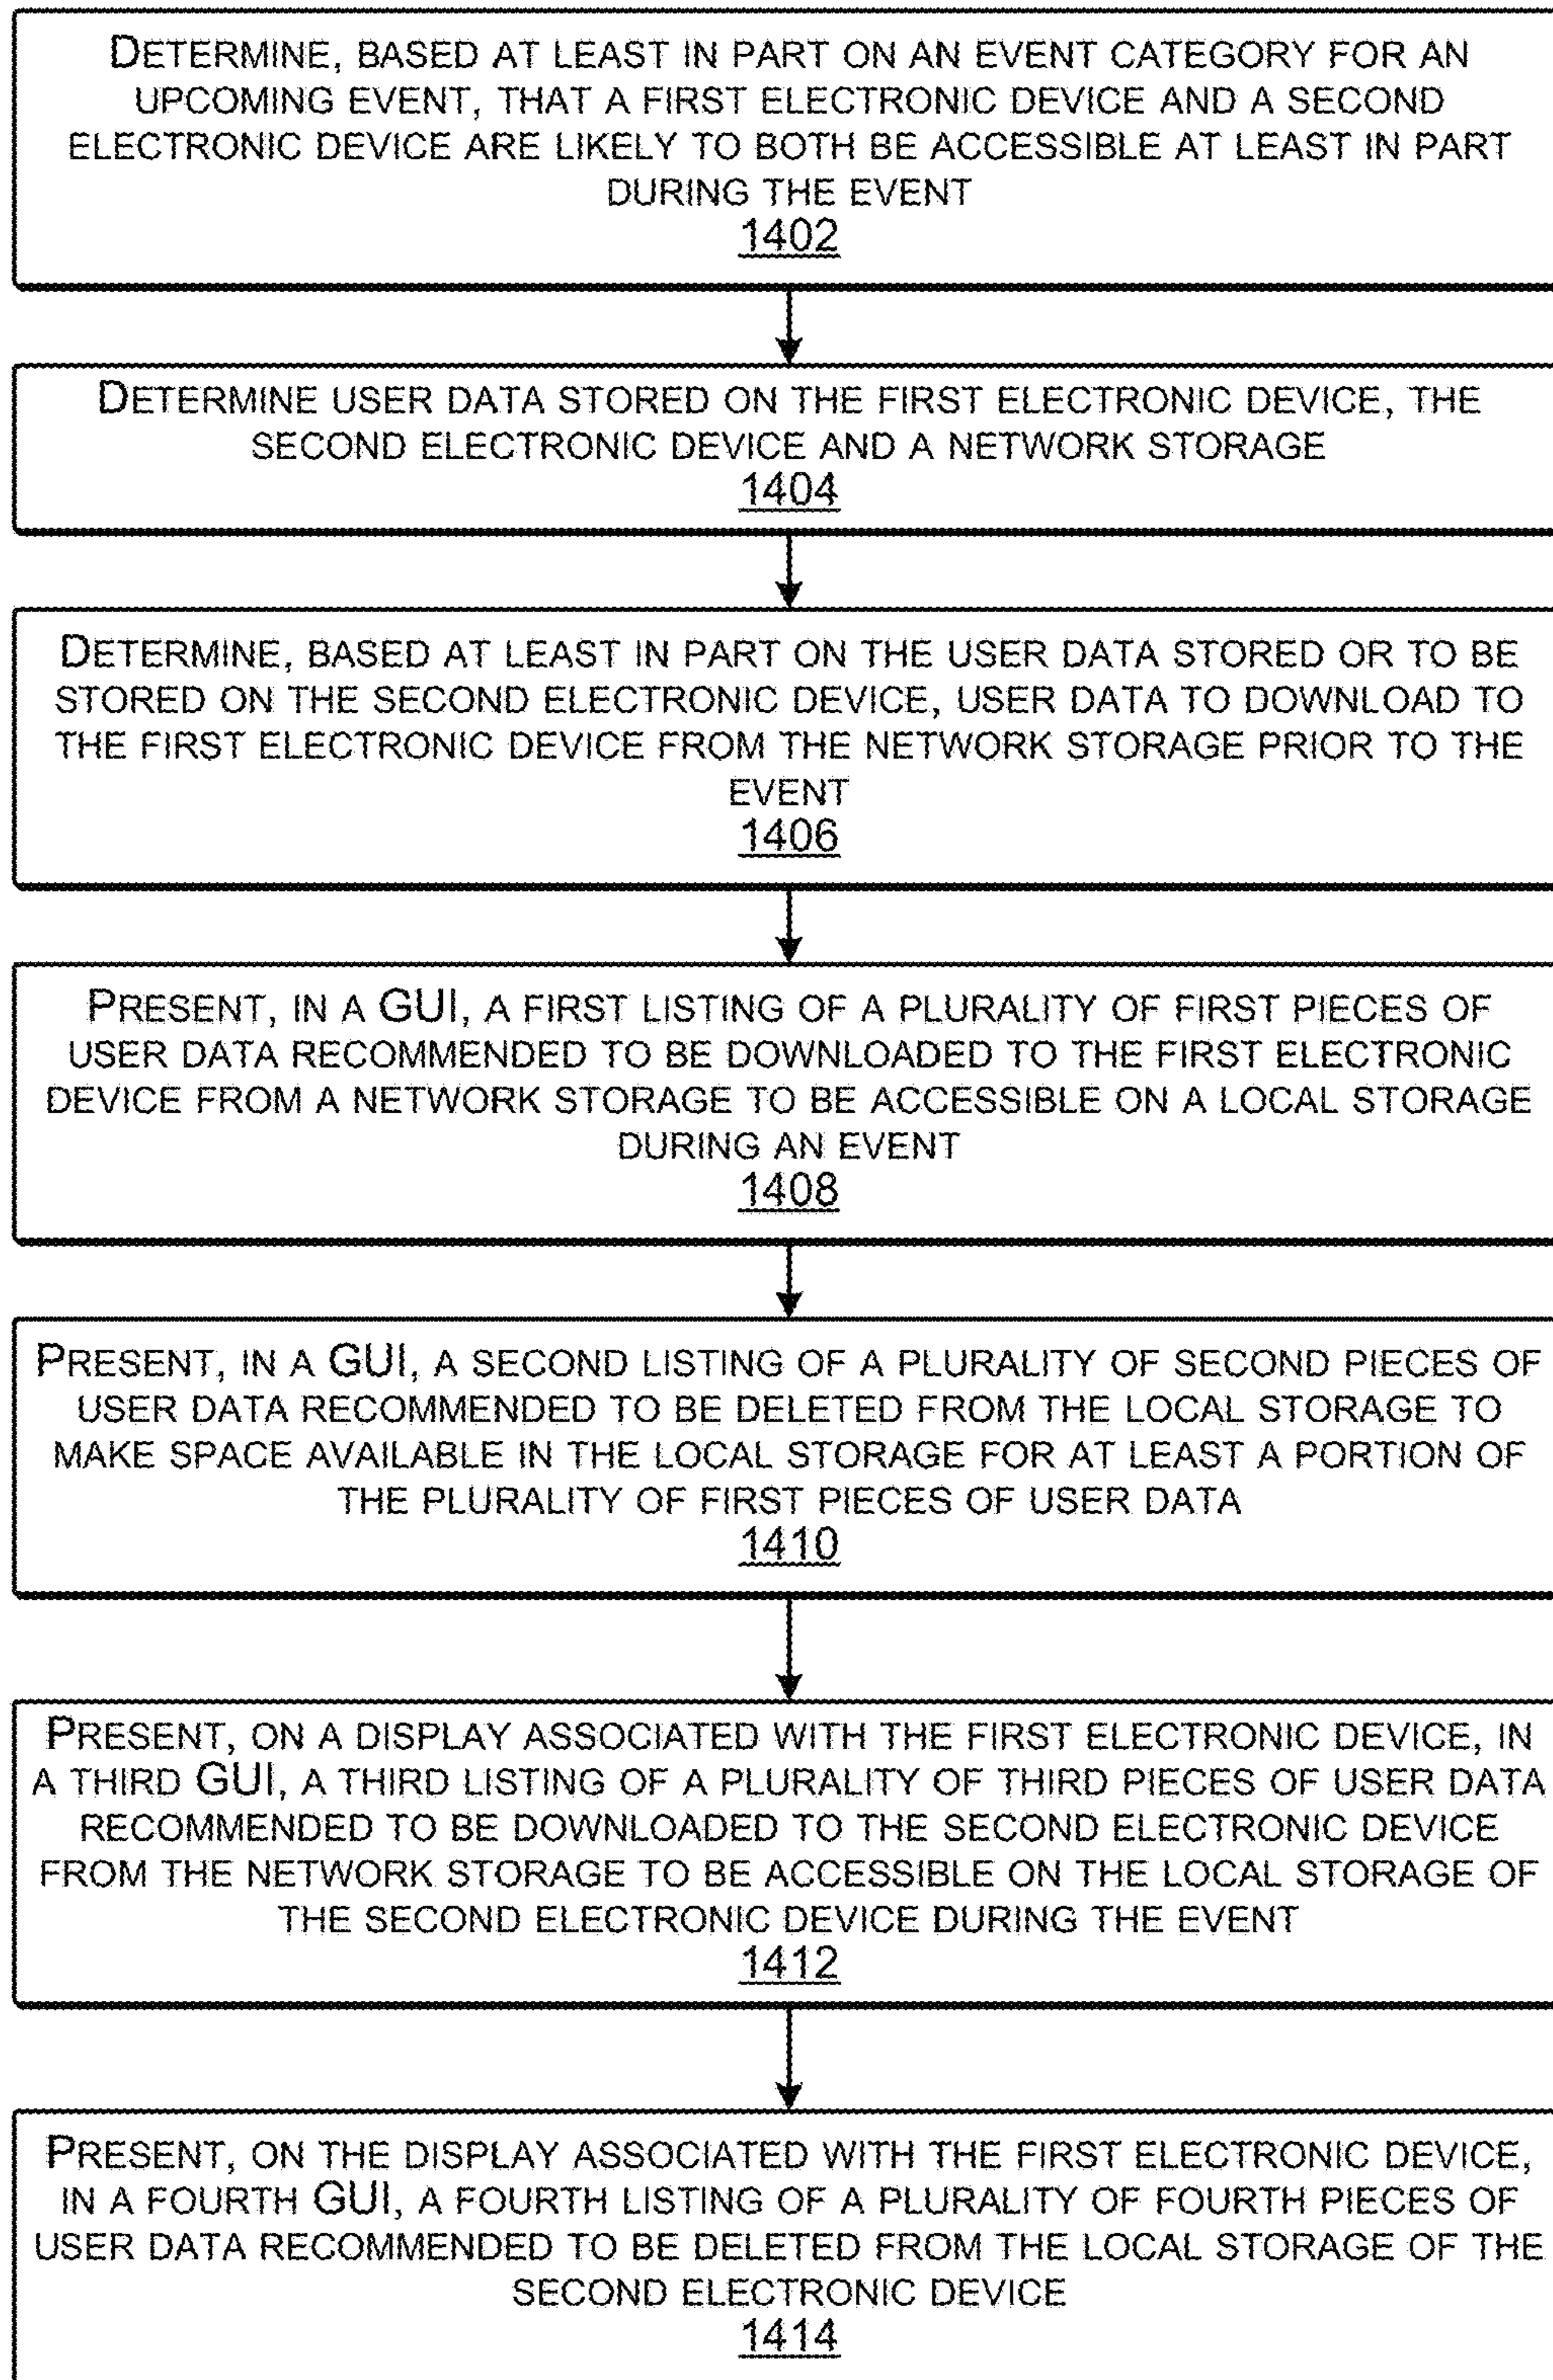 DETERMINE, BASED AT LEAST IN PART ON AN EVENT CATEGORY FOR AN
UPCOMING EVENT, THAT A FIRST ELECTRONIC DEVICE AND A SECOND
ELECTRONIC DEVICE ARE LIKELY TO BOTH BE ACCESSIBLE AT LEAST IN PART
DURING THE EVENT
1402
DETERMINE USER DATA STORED ON THE FIRST ELECTRONIC DEVICE, THE
SECOND ELECTRONIC DEVICE AND A NETWORK STORAGE
1404
DETERMINE, BASED AT LEAST IN PART ON THE USER DATA STORED OR TO BE
STORED ON THE SECOND ELECTRONIC DEVICE, USER DATA TO DOWNLOAD TO
THE FIRST ELECTRONIC DEVICE FROM THE NETWORK STORAGE PRIOR TO THE
EVENT
1406
PRESENT, IN A GUI, A FIRST LISTING OF A PLURALITY OF FIRST PIECES OF
USER DATA RECOMMENDED TO BE DOWNLOADED TO THE FIRST ELECTRONIC
DEVICE FROM A NETWORK STORAGE TO BE ACCESSIBLE ON A LOCAL STORAGE
DURING AN EVENT
1408
PRESENT, IN A GUI, A SECOND LISTING OF A PLURALITY OF SECOND PIECES OF
USER DATA RECOMMENDED TO BE DELETED FROM THE LOCAL STORAGE TO
MAKE SPACE AVAILABLE IN THE LOCAL STORAGE FOR AT LEAST A PORTION OF
THE PLURALITY OF FIRST PIECES OF USER DATA
1410
PRESENT, ON A DISPLAY ASSOCIATED WITH THE FIRST ELECTRONIC DEVICE, IN
A THIRD GUI, A THIRD LISTING OF A PLURALITY OF THIRD PIECES OF USER DATA
RECOMMENDED TO BE DOWNLOADED TO THE SECOND ELECTRONIC DEVICE
FROM THE NETWORK STORAGE TO BE ACCESSIBLE ON THE LOCAL STORAGE OF
THE SECOND ELECTRONIC DEVICE DURING THE EVENT
1412
PRESENT, ON THE DISPLAY ASSOCIATED WITH THE FIRST ELECTRONIC DEVICE,
IN A FOURTH GUI, A FOURTH LISTING OF A PLURALITY OF FOURTH PIECES OF
USER DATA RECOMMENDED TO BE DELETED FROM THE LOCAL STORAGE OF THE
SECOND ELECTRONIC DEVICE
1414